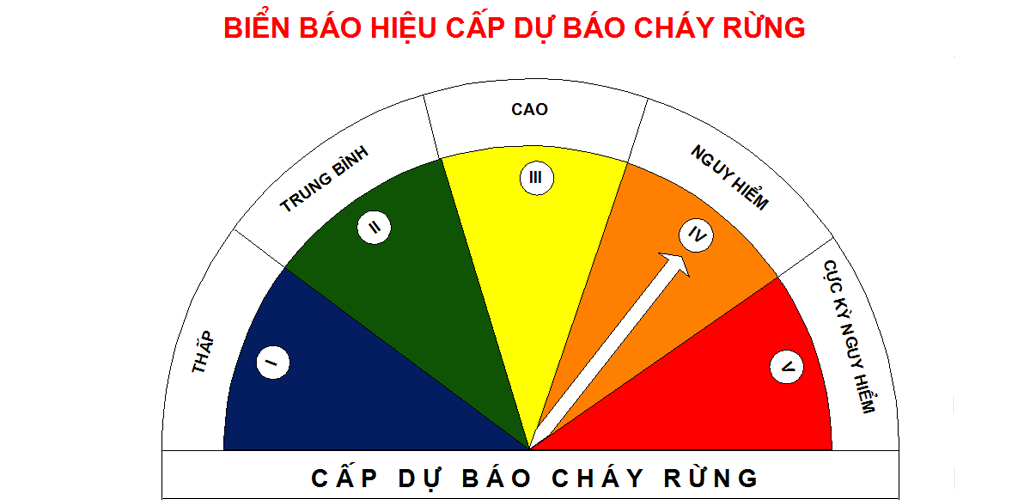 BIỂN BÁO HIỆU CẤP DỰ BÁO CHÁY RỪNG
THẤP
TRUNG BÌNH
CAO
NGUY HIỂM
CỰC KỲ NGUY HIỂM
I
II
III
IV
V
CẤP DỰ BÁO CHÁY RỪNG